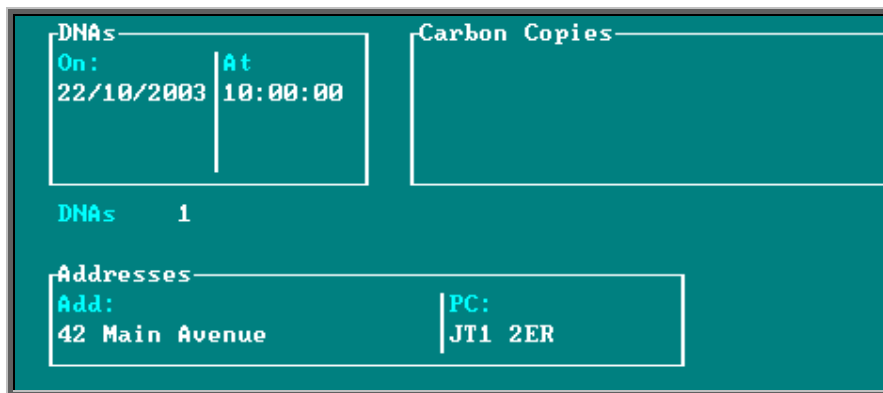 DNAs Carbon Copies
On: At
22/10/2003 10:00:00
DNAs 1
Addresses
Add: PC:
42 Main Avenue JT1 2ER